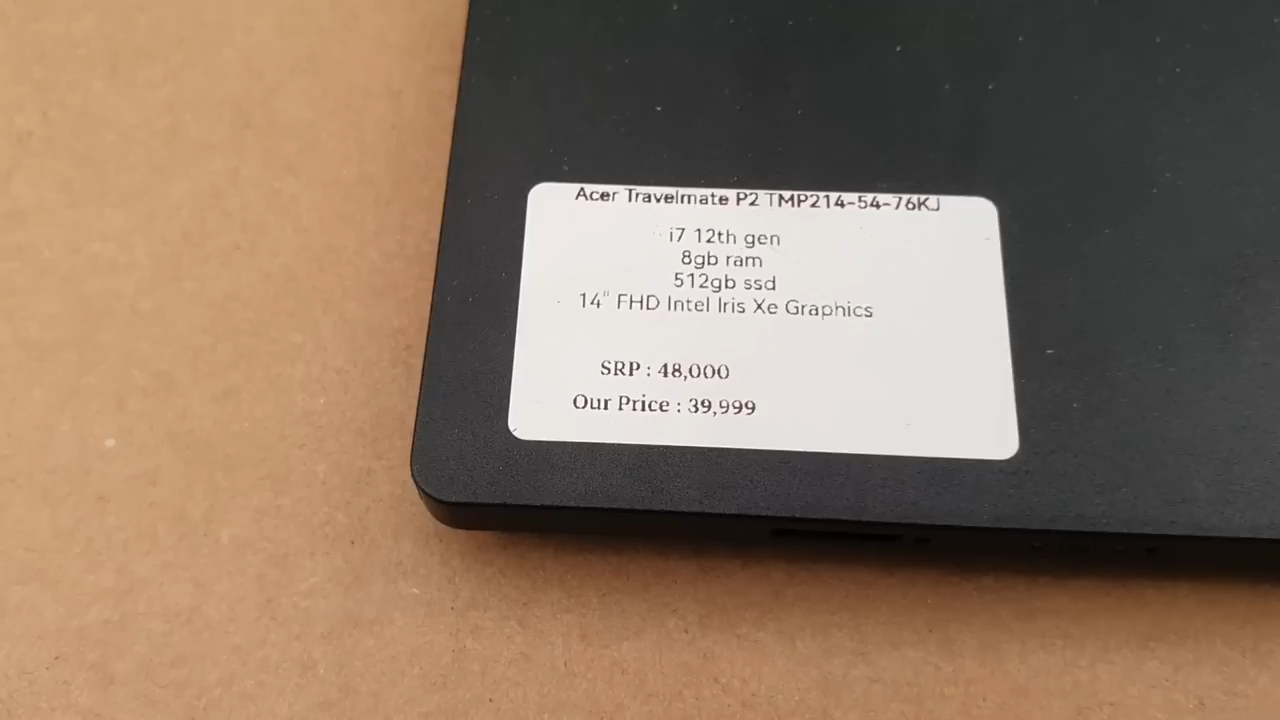 Acer Travelmate P2 TMP214-54-76KJ
i7 12th gen
8gb ram
512gb ssd
14" FHD Intel Iris Xe Graphics
SRP : 48,000
Our Price : 39,999